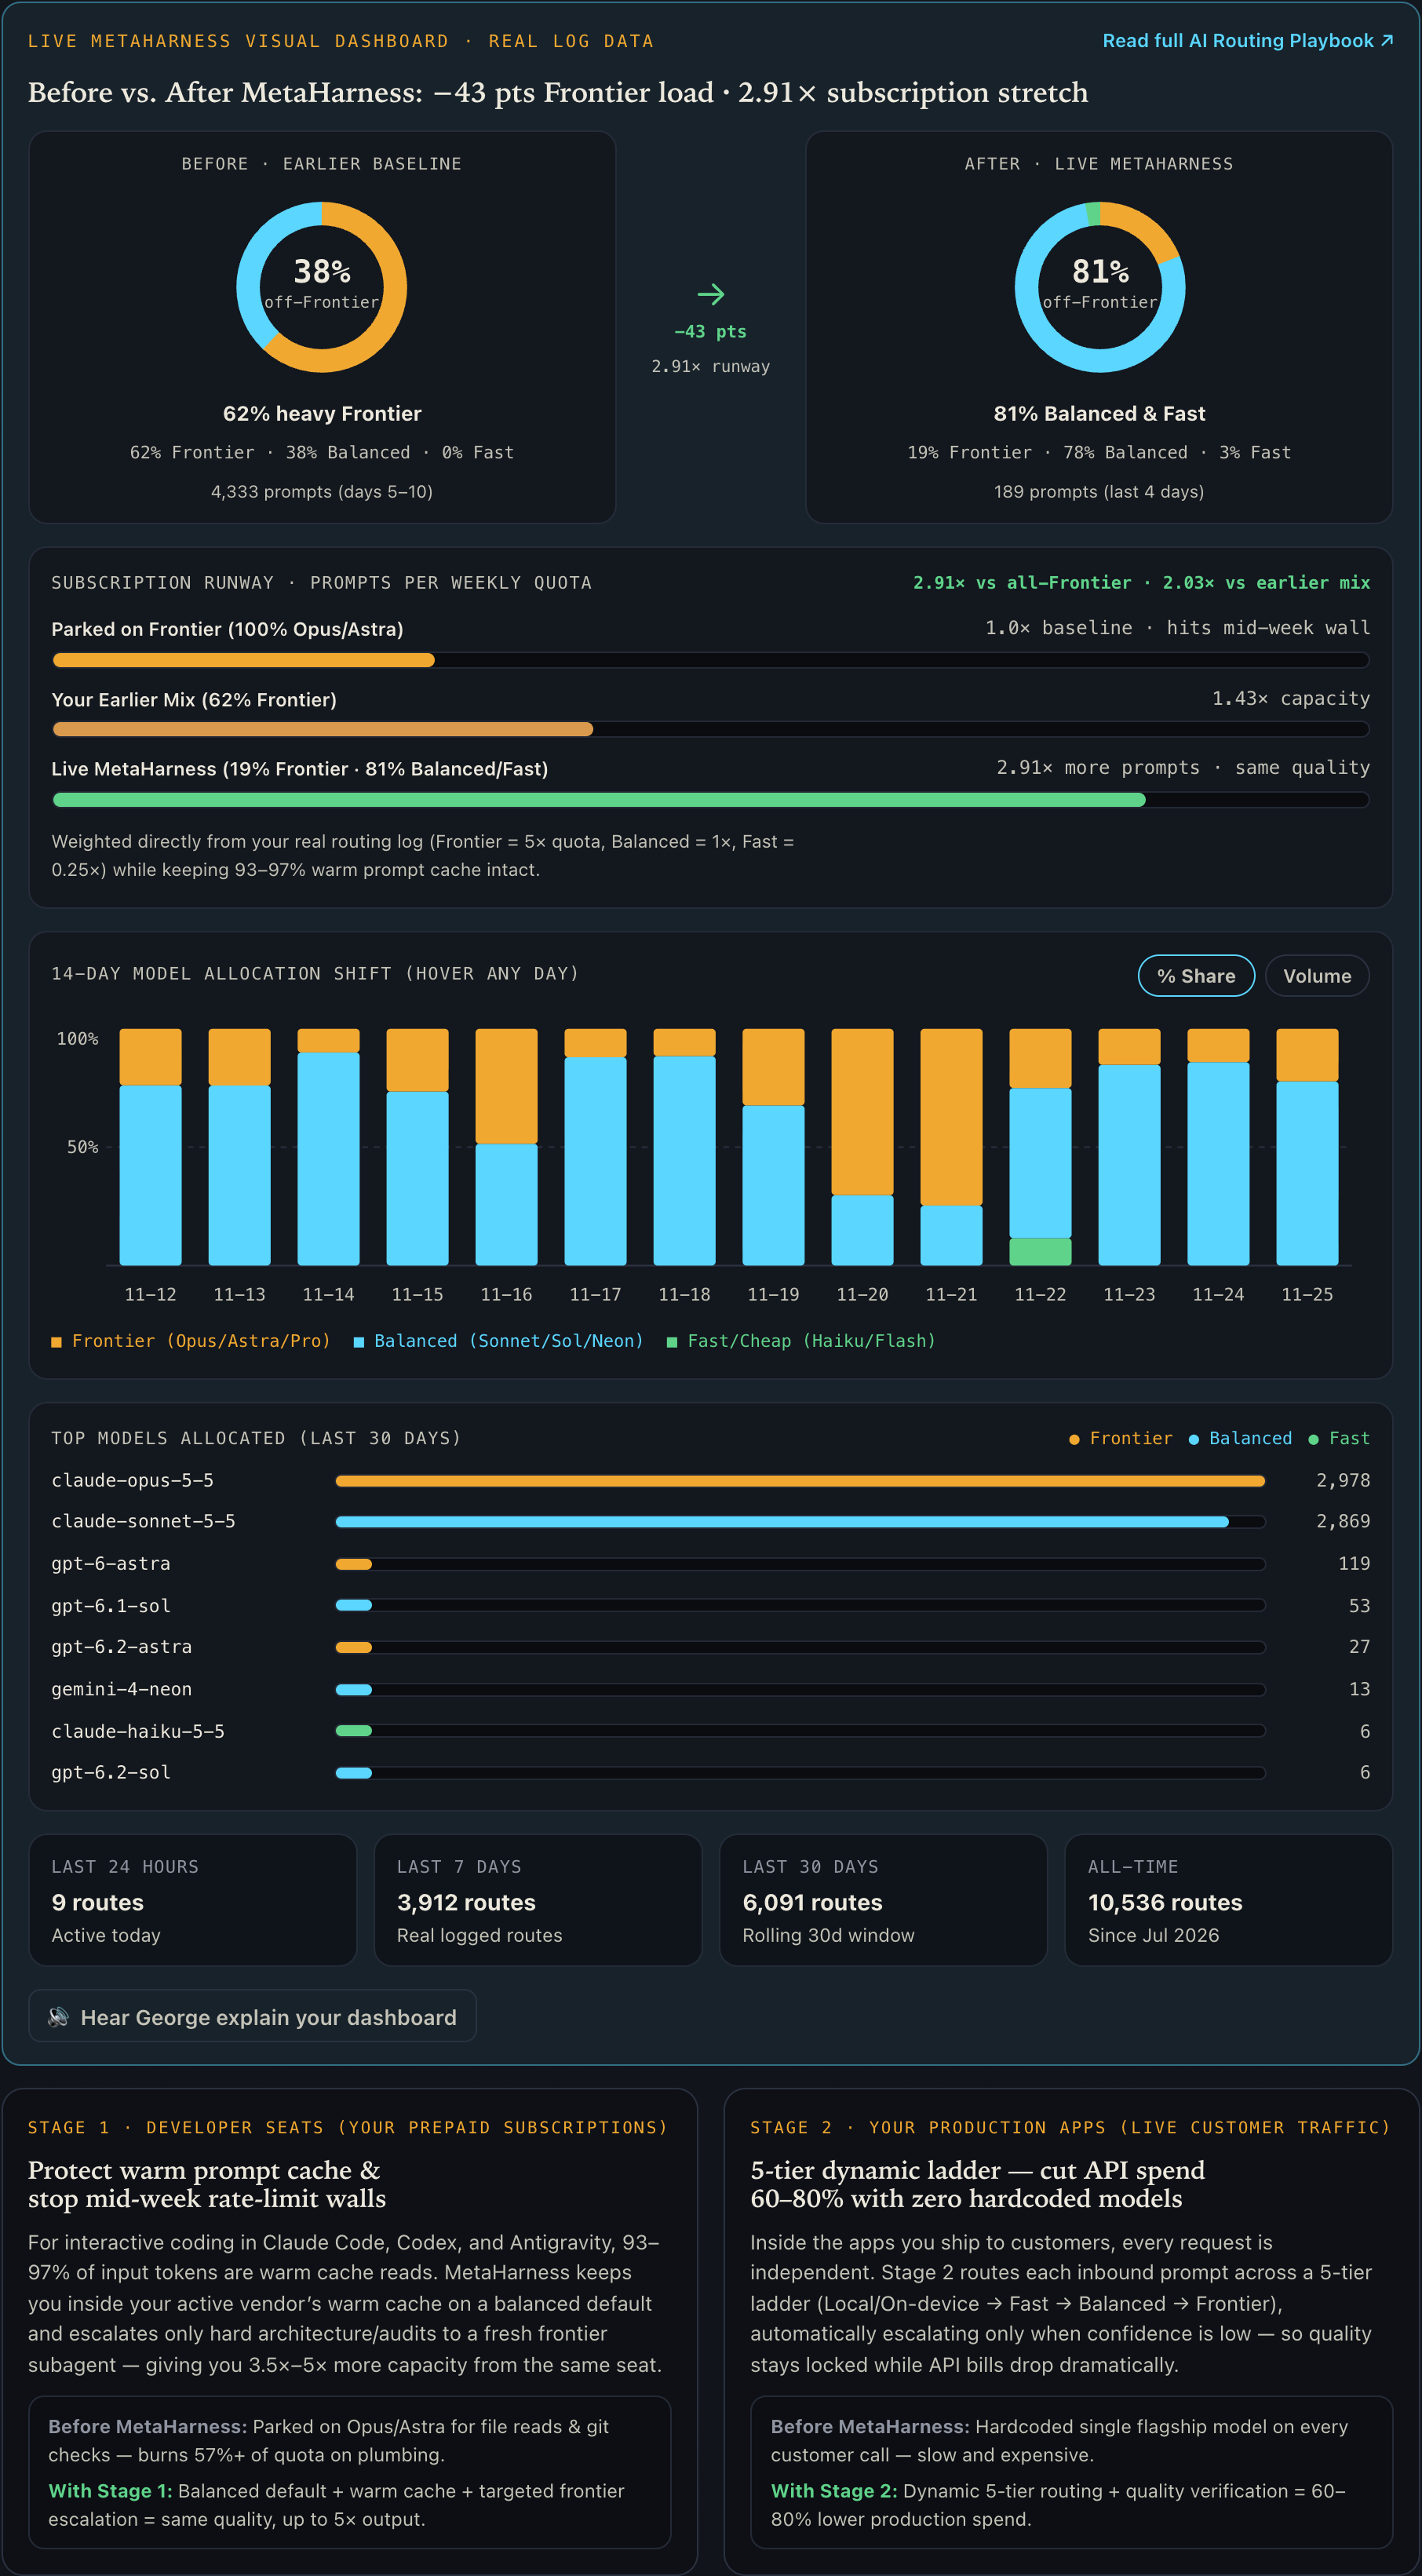 LIVE METAHARNESS VISUAL DASHBOARD · REAL LOG DATA
Read full AI Routing Playbook ↗
Before vs. After MetaHarness: −43 pts Frontier load · 2.91× subscription stretch
BEFORE · EARLIER BASELINE
38%
off−Frontier
62% heavy Frontier
62% Frontier · 38% Balanced · 0% Fast
4,333 prompts (days 5–10)
→
−43 pts
2.91× runway
AFTER · LIVE METAHARNESS
81%
off−Frontier
81% Balanced & Fast
19% Frontier · 78% Balanced · 3% Fast
189 prompts (last 4 days)
SUBSCRIPTION RUNWAY · PROMPTS PER WEEKLY QUOTA
2.91× vs all−Frontier · 2.03× vs earlier mix
Parked on Frontier (100% Opus/Astra)
1.0× baseline · hits mid−week wall
Your Earlier Mix (62% Frontier)
1.43× capacity
Live MetaHarness (19% Frontier · 81% Balanced/Fast)
2.91× more prompts · same quality
Weighted directly from your real routing log (Frontier = 5× quota, Balanced = 1×, Fast =
0.25×) while keeping 93–97% warm prompt cache intact.
14−DAY MODEL ALLOCATION SHIFT (HOVER ANY DAY)
% Share
Volume
100%
50%
11−12 11−13 11−14 11−15 11−16 11−17 11−18 11−19 11−20 11−21 11−22 11−23 11−24 11−25
■ Frontier (Opus/Astra/Pro) ■ Balanced (Sonnet/Sol/Neon) ■ Fast/Cheap (Haiku/Flash)
TOP MODELS ALLOCATED (LAST 30 DAYS)
● Frontier ● Balanced ● Fast
claude−opus−5−5 2,978
claude−sonnet−5−5 2,869
gpt−6−astra 119
gpt−6.1−sol 53
gpt−6.2−astra 27
gemini−4−neon 13
claude−haiku−5−5 6
gpt−6.2−sol 6
LAST 24 HOURS
9 routes
Active today
LAST 7 DAYS
3,912 routes
Real logged routes
LAST 30 DAYS
6,091 routes
Rolling 30d window
ALL−TIME
10,536 routes
Since Jul 2026
🔊 Hear George explain your dashboard
STAGE 1 · DEVELOPER SEATS (YOUR PREPAID SUBSCRIPTIONS)
Protect warm prompt cache &
stop mid-week rate-limit walls
For interactive coding in Claude Code, Codex, and Antigravity, 93–
97% of input tokens are warm cache reads. MetaHarness keeps
you inside your active vendor’s warm cache on a balanced default
and escalates only hard architecture/audits to a fresh frontier
subagent — giving you 3.5×–5× more capacity from the same seat.
Before MetaHarness: Parked on Opus/Astra for file reads & git
checks — burns 57%+ of quota on plumbing.
With Stage 1: Balanced default + warm cache + targeted frontier
escalation = same quality, up to 5× output.
STAGE 2 · YOUR PRODUCTION APPS (LIVE CUSTOMER TRAFFIC)
5-tier dynamic ladder — cut API spend
60–80% with zero hardcoded models
Inside the apps you ship to customers, every request is
independent. Stage 2 routes each inbound prompt across a 5-tier
ladder (Local/On-device → Fast → Balanced → Frontier),
automatically escalating only when confidence is low — so quality
stays locked while API bills drop dramatically.
Before MetaHarness: Hardcoded single flagship model on every
customer call — slow and expensive.
With Stage 2: Dynamic 5-tier routing + quality verification = 60–
80% lower production spend.